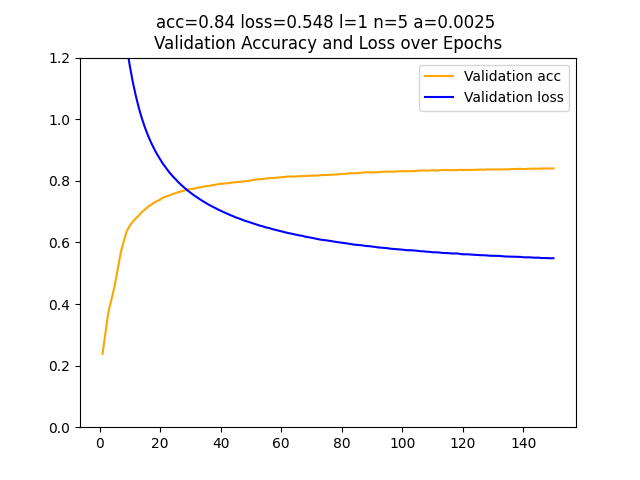 acc=0.84 loss=0.548 l=1 n=5 a=0.0025
Validation Accuracy and Loss over Epochs
Validation acc
Validation loss
1.2
1.0
0.8
0.6
0.4
0.2
0.0
0 20 40 60 80 100 120 140